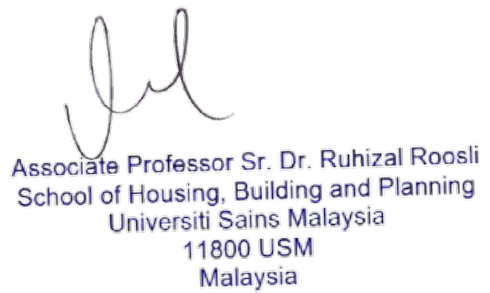 Associate Professor Sr. Dr. Ruhizal Roosli
School of Housing, Building and Planning
Universiti Sains Malaysia
11800 USM
Malaysia